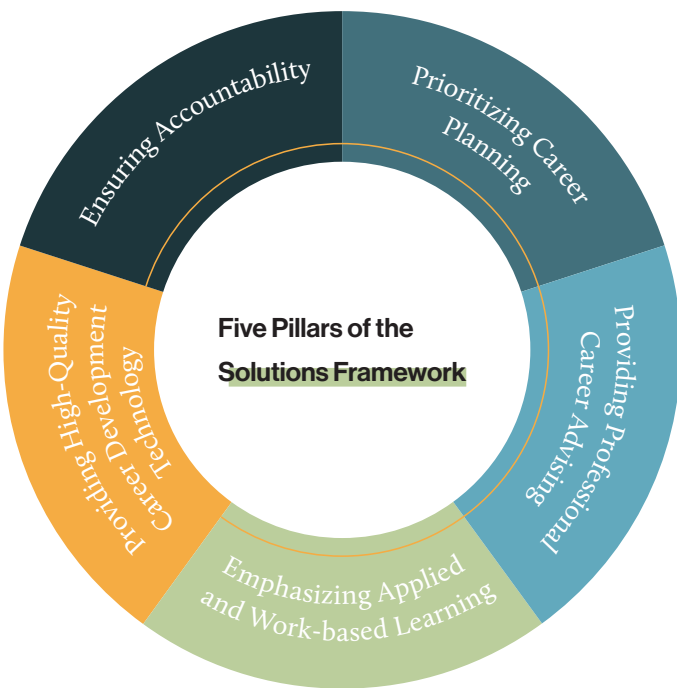 Five Pillars of the
Solutions Framework
Prioritizing Career
Planning
Providing Professional
Career Advising
Emphasizing Applied
and Work-based Learning
Providing High-Quality
Career Development
Technology
Ensuring Accountability